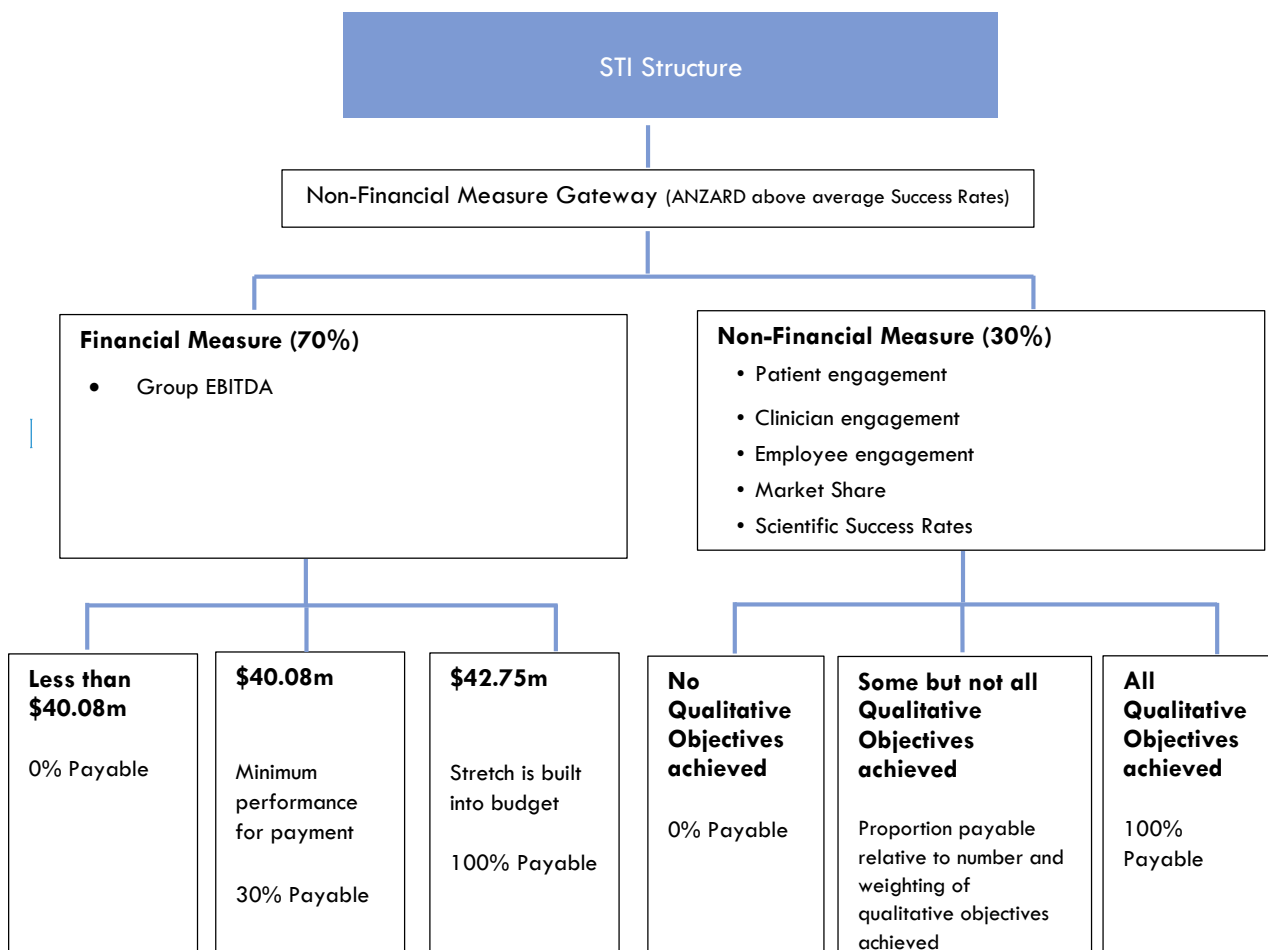 STI Structure
Non-Financial Measure Gateway (ANZARD above average Success Rates)
Financial Measure (70%)
• Group EBITDA
Non-Financial Measure (30%)
• Patient engagement
• Clinician engagement
• Employee engagement
• Market Share
• Scientific Success Rates
Less than
$40.08m
0% Payable
$40.08m
Minimum
performance
for payment
30% Payable
$42.75m
Stretch is built
into budget
100% Payable
No
Qualitative
Objectives
achieved
0% Payable
Some but not all
Qualitative
Objectives
achieved
Proportion payable
relative to number and
weighting of
qualitative objectives
achieved
All
Qualitative
Objectives
achieved
100%
Payable